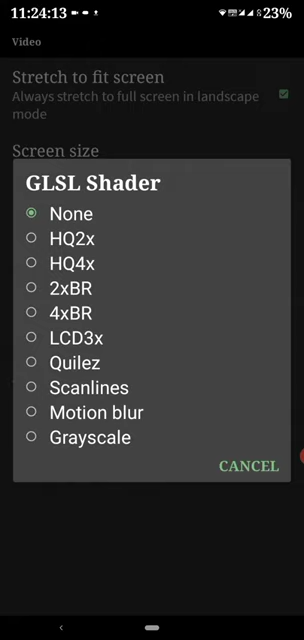 11:24:13 23%
Video
Stretch to fit screen
Always stretch to full screen in landscape
mode
Screen size
GLSL Shader
None
HQ2x
HQ4x
2xBR
4xBR
LCD3x
Quilez
Scanlines
Motion blur
Grayscale
CANCEL